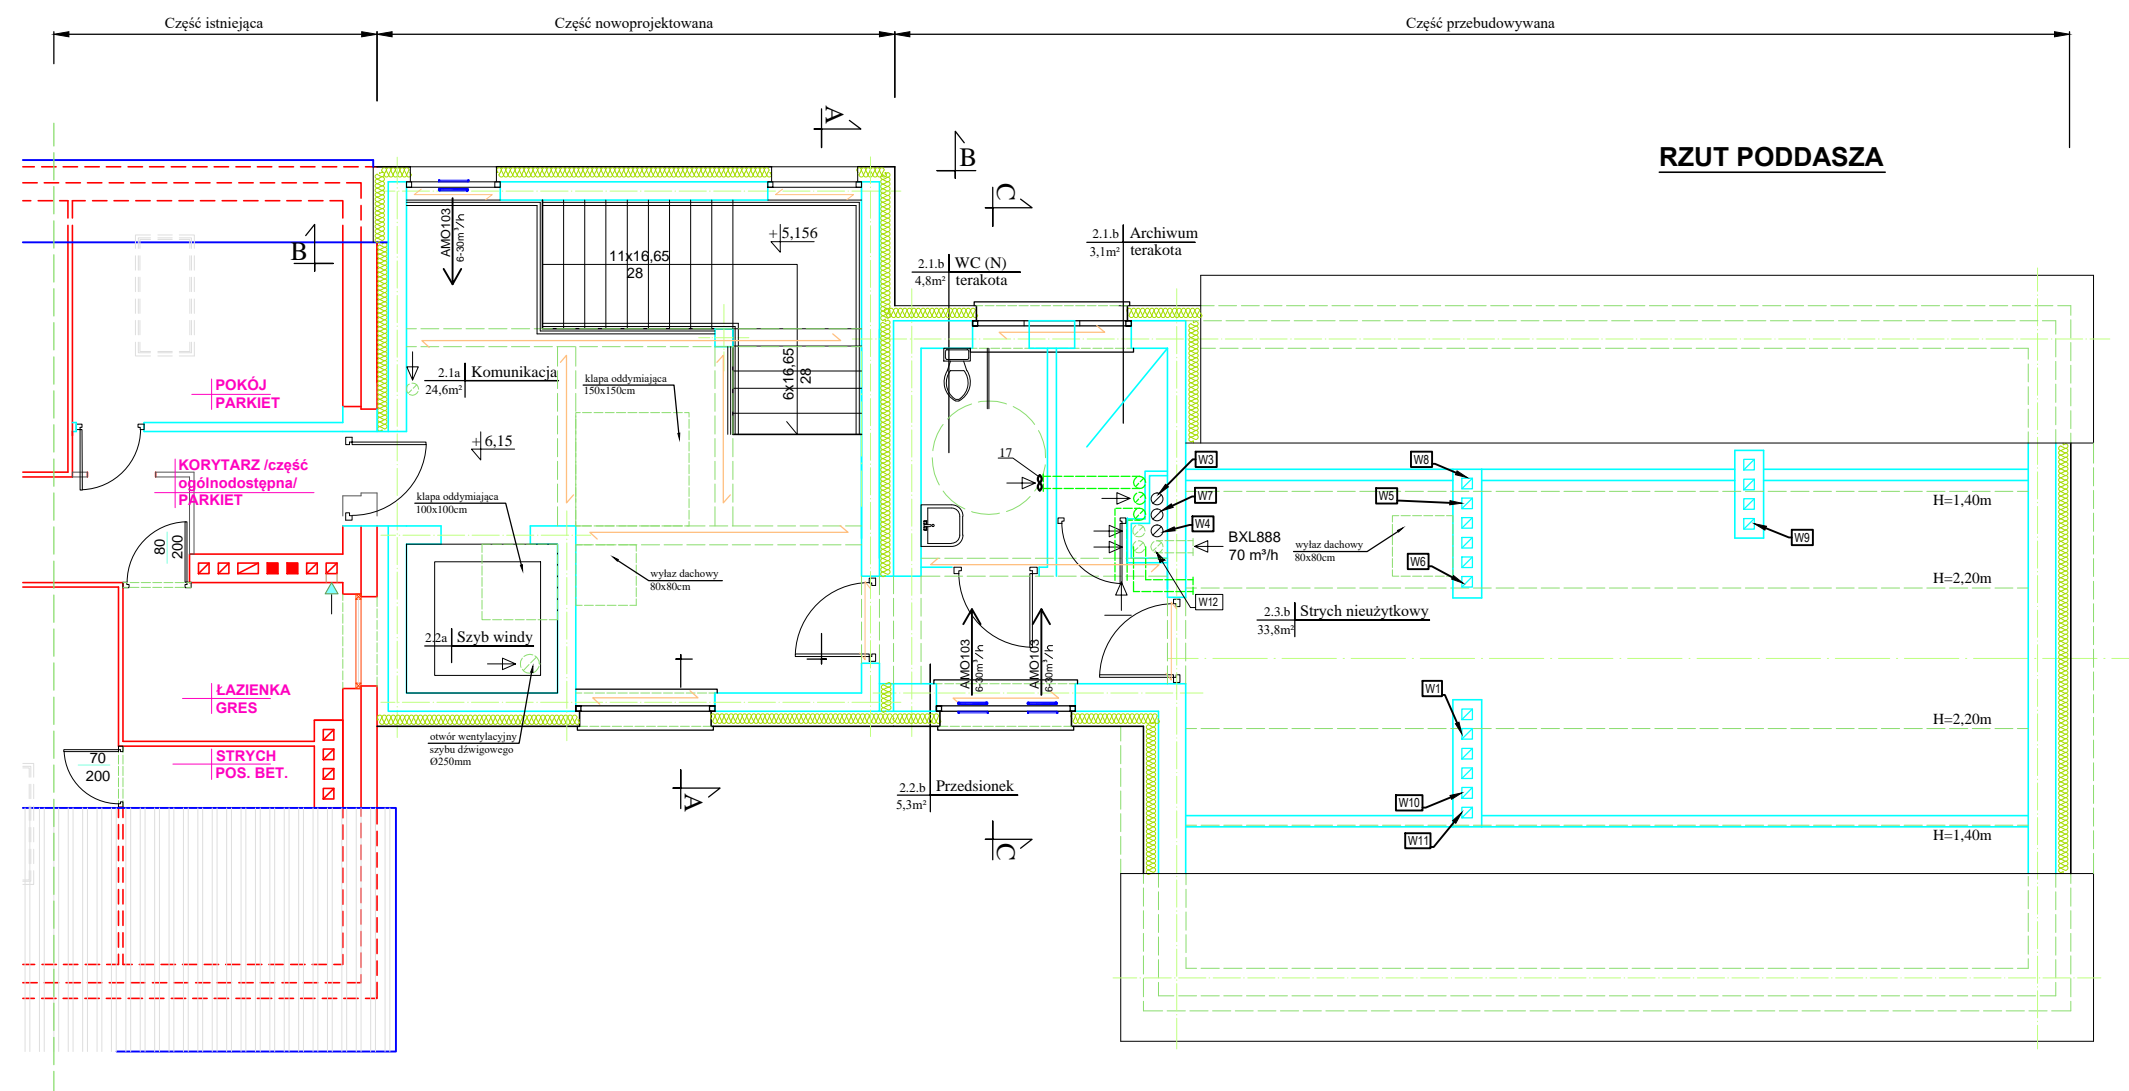 Część istniejąca
Część nowoprojektowana
Część przebudowywana
RZUT PODDASZA
A
B
C
B
AMO103
6-30m³/h
11x16,65
28
+5,156
2.1.b WC (N)
4,8m² terakota
2.1.b Archiwum
3,1m² terakota
POKÓJ
PARKIET
2.1a Komunikacja
24,6m²
klapa oddymiająca
150x150cm
6x16,65
28
+6,15
KORYTARZ /część
ogólnodostępna/
PARKIET
klapa oddymiająca
100x100cm
80
200
17
W3
W7
W4
BXL888
70 m³/h
W12
wyłaz dachowy
80x80cm
W8
W5
W6
W9
H=1,40m
H=2,20m
wyłaz dachowy
80x80cm
2.2a Szyb windy
2.3.b Strych nieużytkowy
33,8m²
AMO103
6-30m³/h
AMO103
6-30m³/h
ŁAZIENKA
GRES
W1
H=2,20m
otwór wentylacyjny
szybu dźwigowego
Ø250mm
STRYCH
POS. BET.
70
200
2.2.b Przedsionek
5,3m²
A
C
W10
W11
H=1,40m